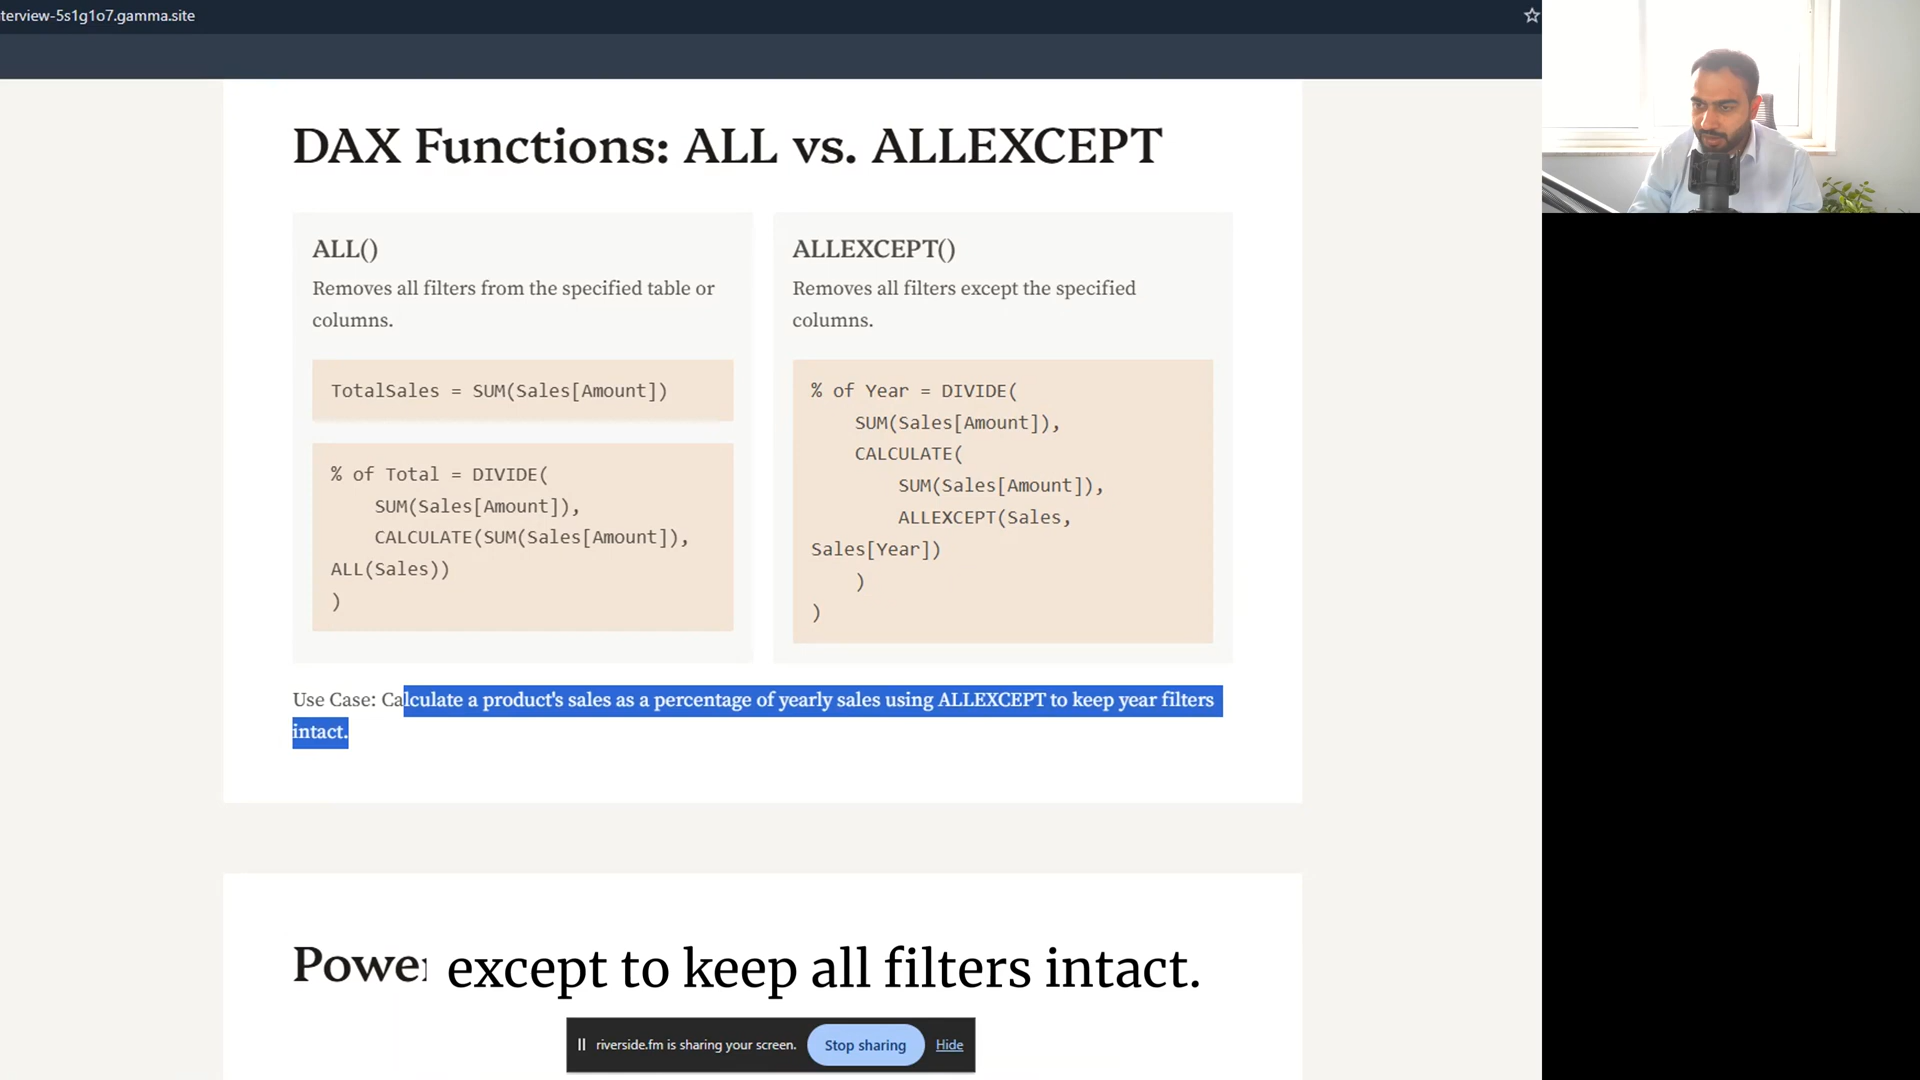 terview-5s1g1o7.gamma.site
DAX Functions: ALL vs. ALLEXCEPT
ALL()
Removes all filters from the specified table or
columns.
TotalSales = SUM(Sales[Amount])
% of Total = DIVIDE(
SUM(Sales[Amount]),
CALCULATE(SUM(Sales[Amount]),
ALL(Sales))
)
ALLEXCEPT()
Removes all filters except the specified
columns.
% of Year = DIVIDE(
SUM(Sales[Amount]),
CALCULATE(
SUM(Sales[Amount]),
ALLEXCEPT(Sales,
Sales[Year])
)
)
Use Case: Calculate a product's sales as a percentage of yearly sales using ALLEXCEPT to keep year filters
intact.
Power
except to keep all filters intact.
riverside.fm is sharing your screen. Stop sharing Hide